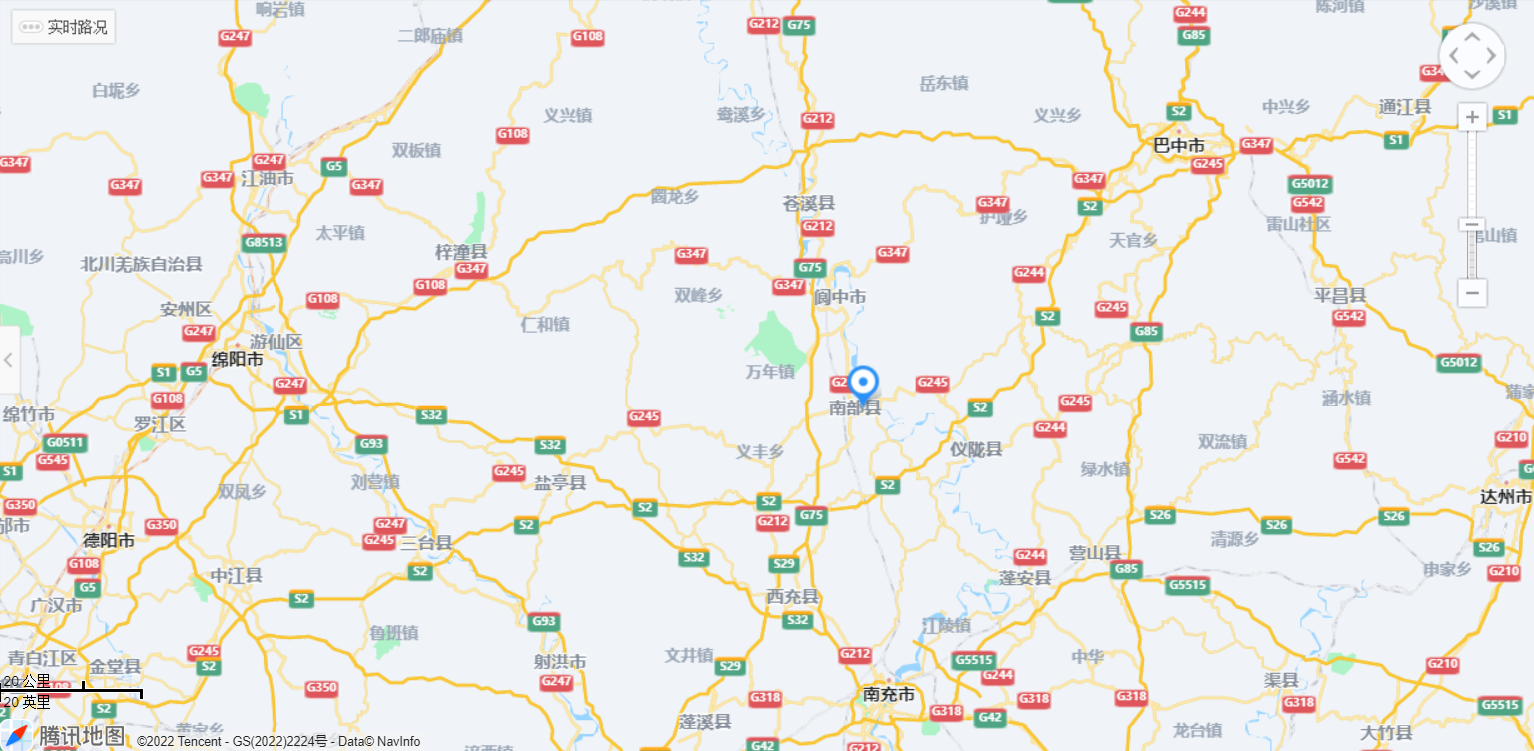 响岩镇
G247
二郎庙镇
G108
G212
G75
G244
G85
陈河镇
沙溪镇
实时路况
白坭乡
义兴镇
鸯溪乡
岳东镇
义兴乡
S2
中兴乡
通江县
S1
G108
G212
巴中市
G347
S1
G347
双板镇
G247
G5
G347
G347
G347
江油市
G245
G347
S2
G5012
G542
圈龙乡
苍溪县
G212
G347
护垭乡
雷山社区
太平镇
G8513
梓潼县
G347
天官乡
高川乡
北川羌族自治县
G347
G75
G347
G244
G108
G108
双峰乡
G347
阆中市
平昌县
G542
安州区
G247
仁和镇
S2
G245
G85
游仙区
绵阳市
S1
G5
G247
万年镇
G245
G5012
G108
绵竹市
罗江区
S1
S32
G245
南部县
S2
G245
G244
涵水镇
G0511
G545
S1
G93
S32
义丰乡
仪陇县
双流镇
G210
G542
绿水镇
G245
盐亭县
刘营镇
双凤乡
S2
达州市
G350
G350
G247
G245
三台县
S2
S2
S2
G212
G75
S26
S26
S26
清源乡
S26
德阳市
G108
G5
S32
S29
G244
营山县
G85
蓬安县
G5515
申家乡
G210
中江县
S2
S2
广汉市
西充县
S32
G93
鲁班镇
江陵镇
青白江区
金堂县
G245
S2
射洪市
G247
文井镇
S29
G212
G5515
G244
中华
G210
渠县
20 公里
20 英里
G350
G318
南充市
G318
G42
G318
G318
G318
G5515
S2
蓬溪县
龙台镇
大竹县
G42
G212
腾讯地图
©2022 Tencent - GS(2022)2224号 - Data© NavInfo